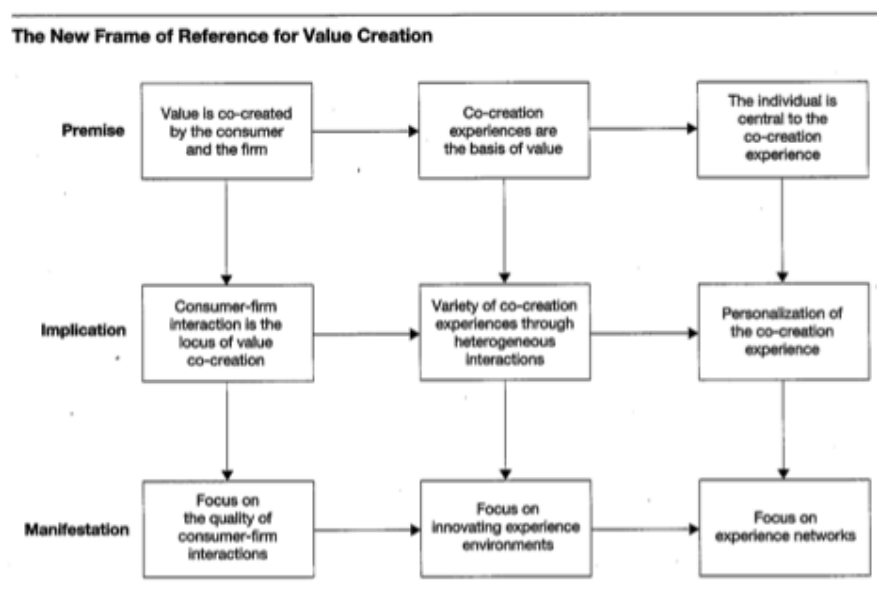 The New Frame of Reference for Value Creation
Premise
Value is co-created
by the consumer
and the firm
Co-creation
experiences are
the basis of value
The individual is
central to the
co-creation
experience
Implication
Consumer-firm
interaction is the
locus of value
co-creation
Variety of co-creation
experiences through
heterogeneous
interactions
Personalization of
the co-creation
experience
Manifestation
Focus on
the quality of
consumer-firm
interactions
Focus on
innovating experience
environments
Focus on
experience networks